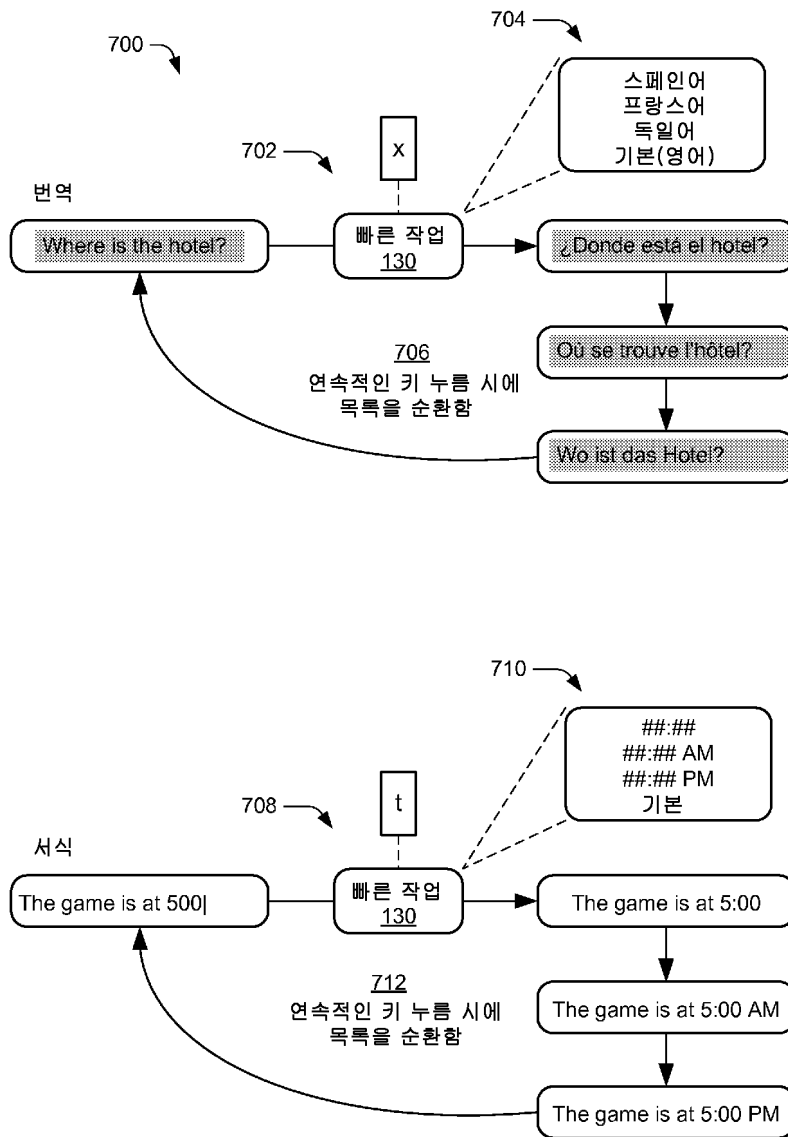 700
704
스페인어
프랑스어
독일어
기본(영어)
702
x
번역
Where is the hotel?
빠른 작업
130
¿Donde está el hotel?
706
연속적인 키 누름 시에
목록을 순환함
Où se trouve l'hôtel?
Wo ist das Hotel?
710
##:##
##:## AM
##:## PM
기본
708
t
서식
The game is at 500|
빠른 작업
130
The game is at 5:00
712
연속적인 키 누름 시에
목록을 순환함
The game is at 5:00 AM
The game is at 5:00 PM